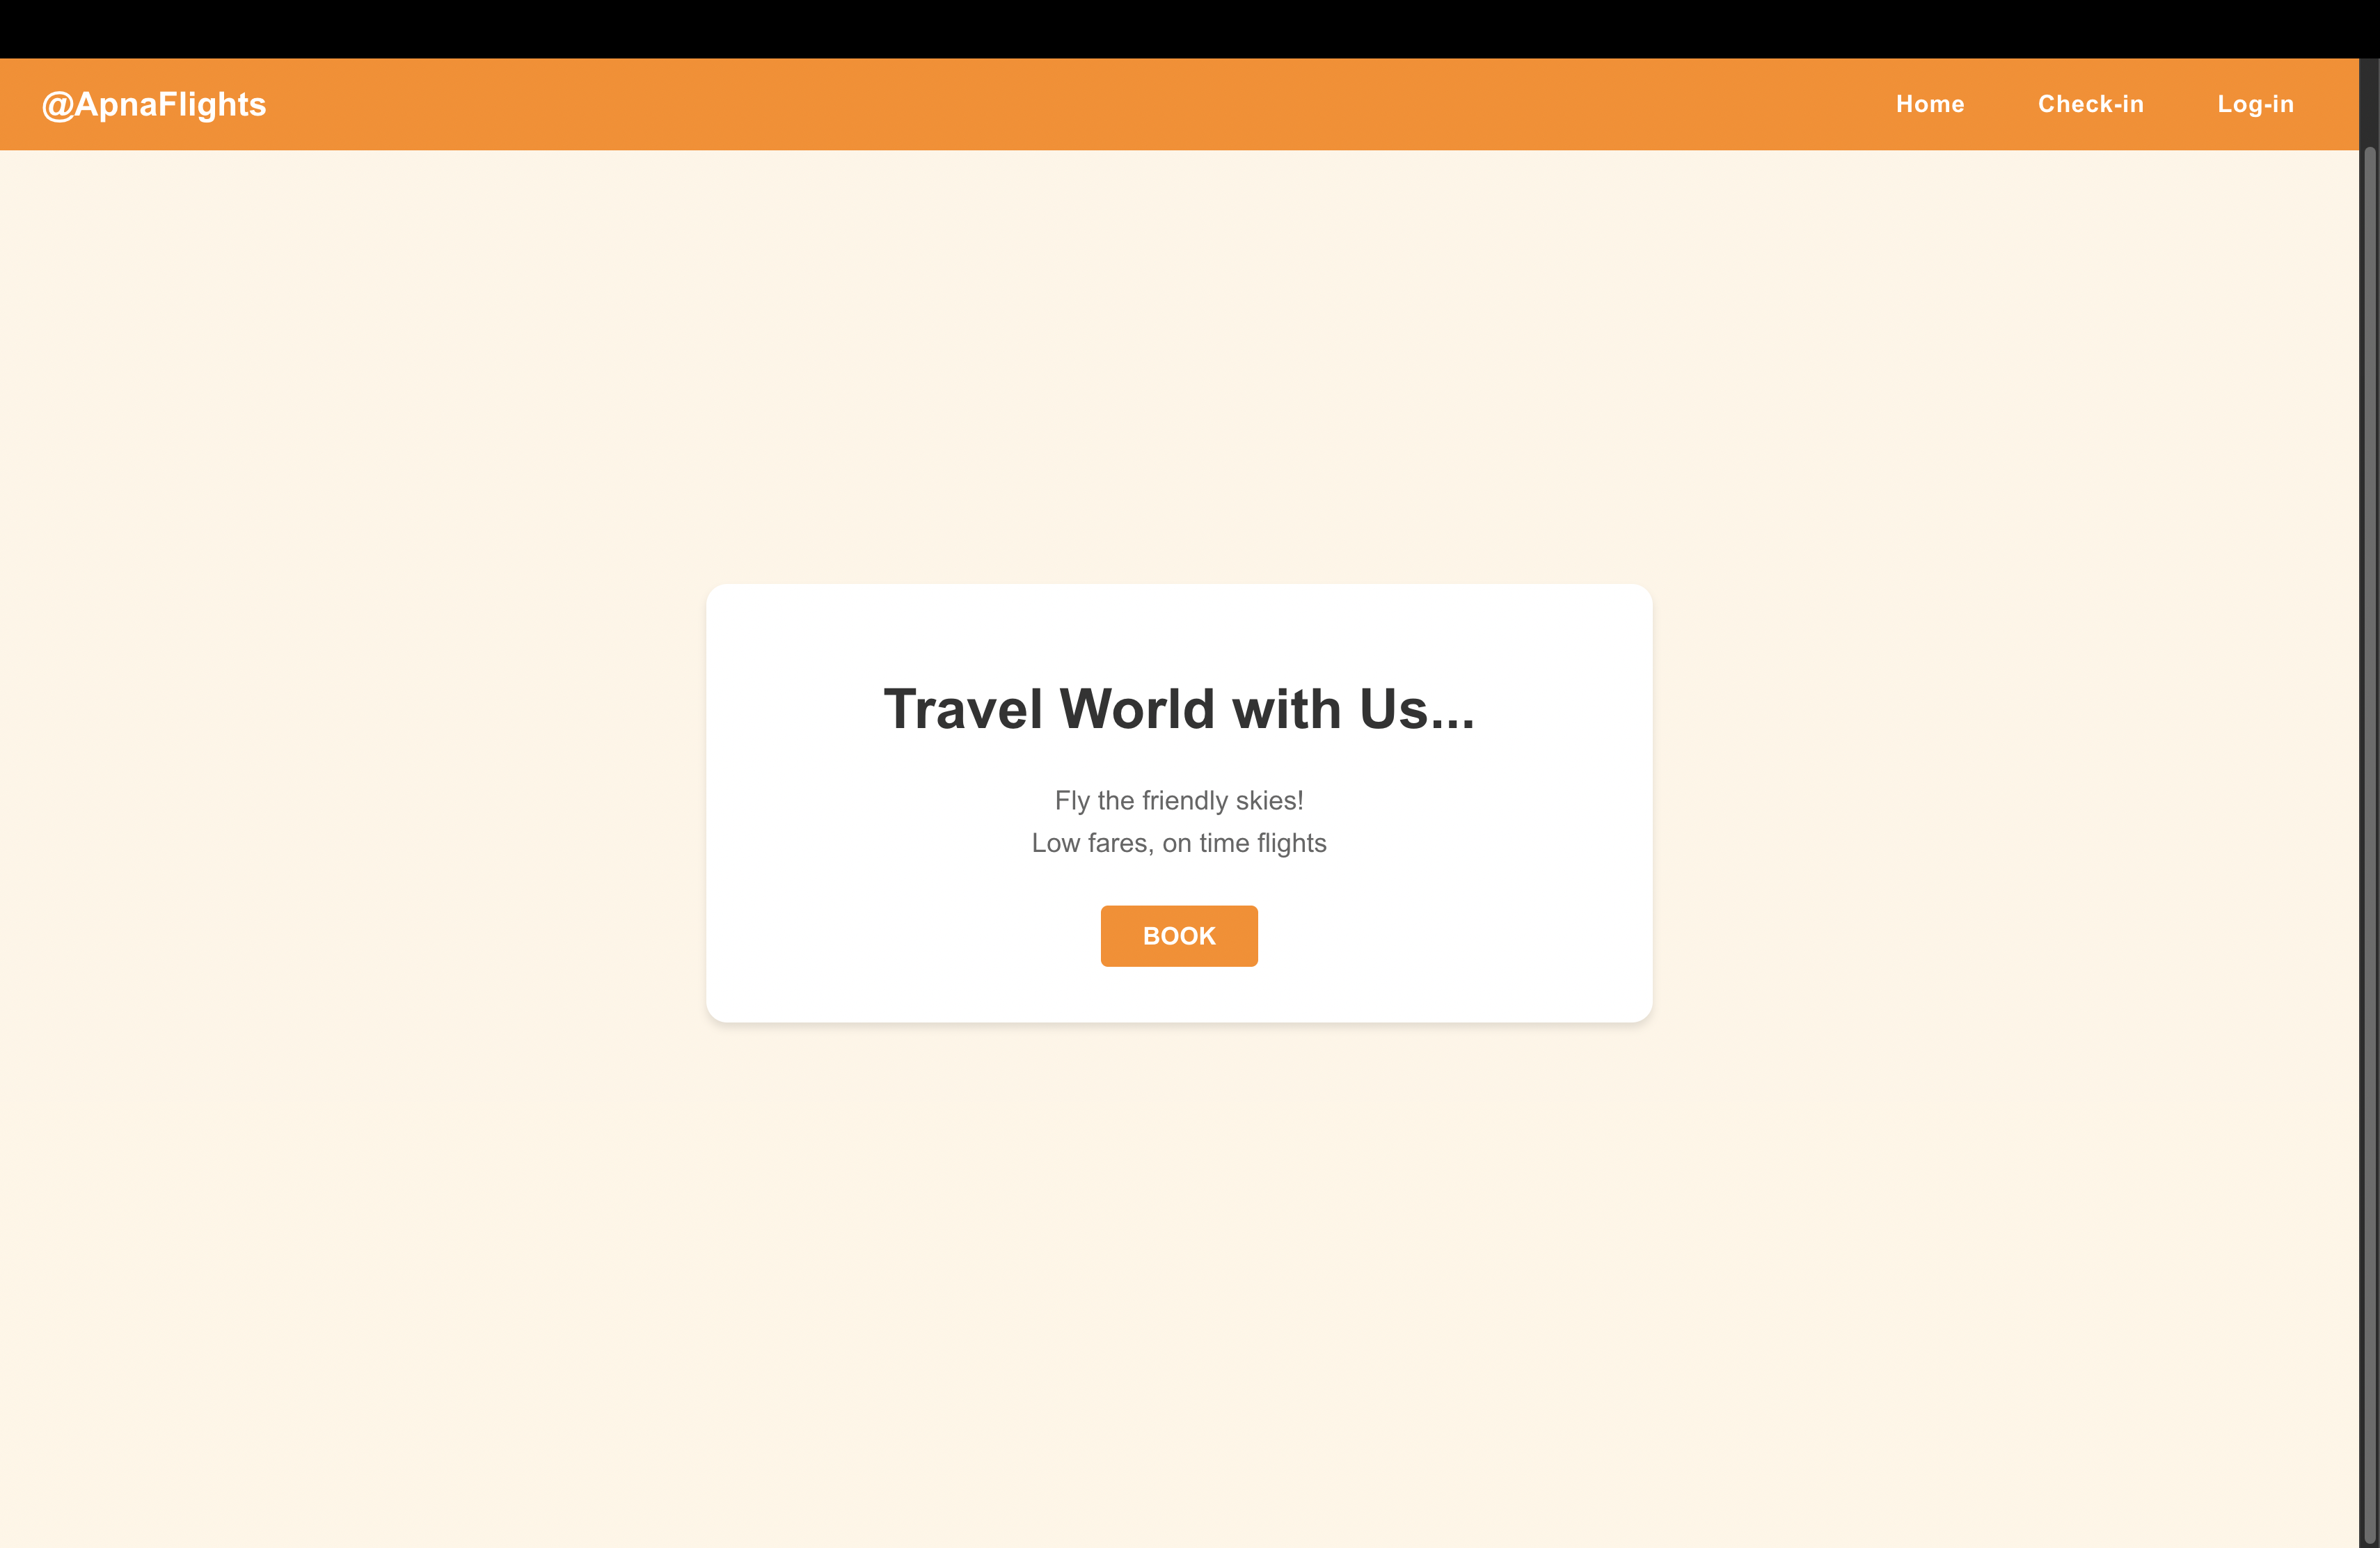 @ApnaFlights
Home Check-in Log-in
Travel World with Us...
Fly the friendly skies!
Low fares, on time flights
BOOK